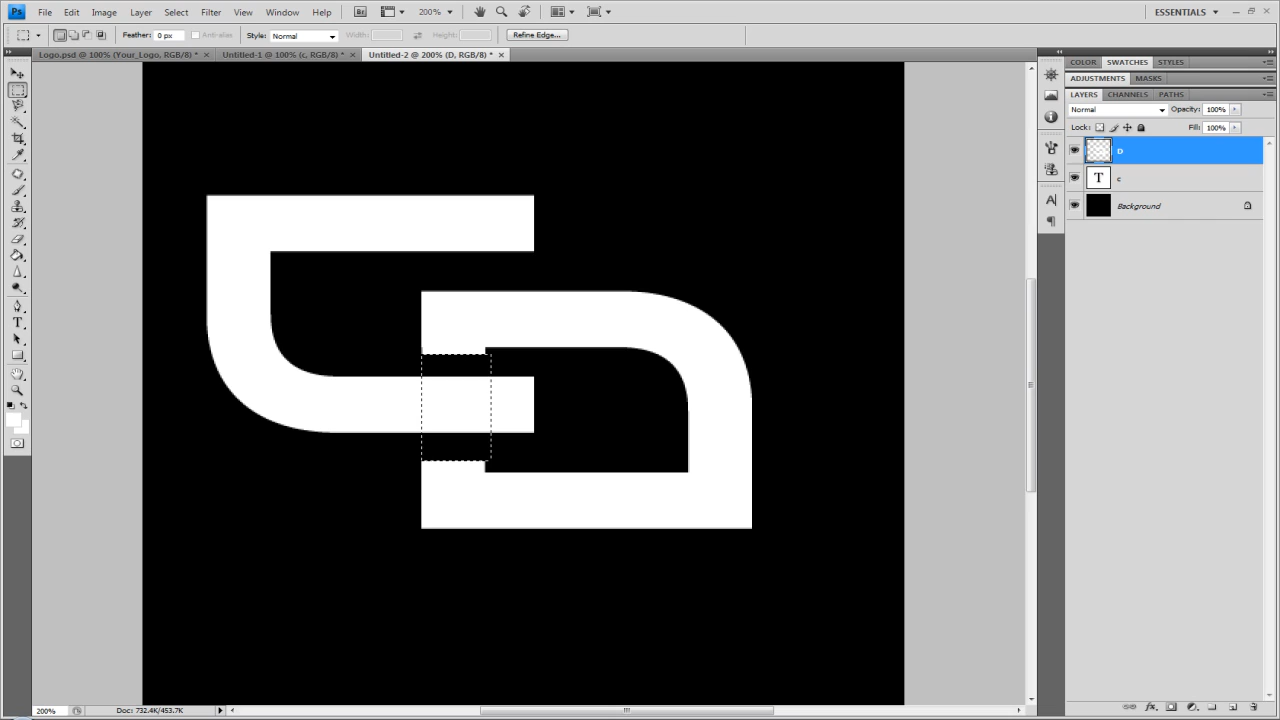 Ps File Edit Image Layer Select Filter View Window Help Br 200% ESSENTIALS
Feather: 0 px Anti-alias Style: Normal Width: Height: Refine Edge...
Logo.psd @ 100% (Your_Logo, RGB/8) * × Untitled-1 @ 100% (c, RGB/8) * × Untitled-2 @ 200% (D, RGB/8) * ×
COLOR SWATCHES STYLES
ADJUSTMENTS MASKS
LAYERS CHANNELS PATHS
Normal Opacity: 100%
Lock: Fill: 100%
D
T c
Background
200% Doc: 732.4K/453.7K